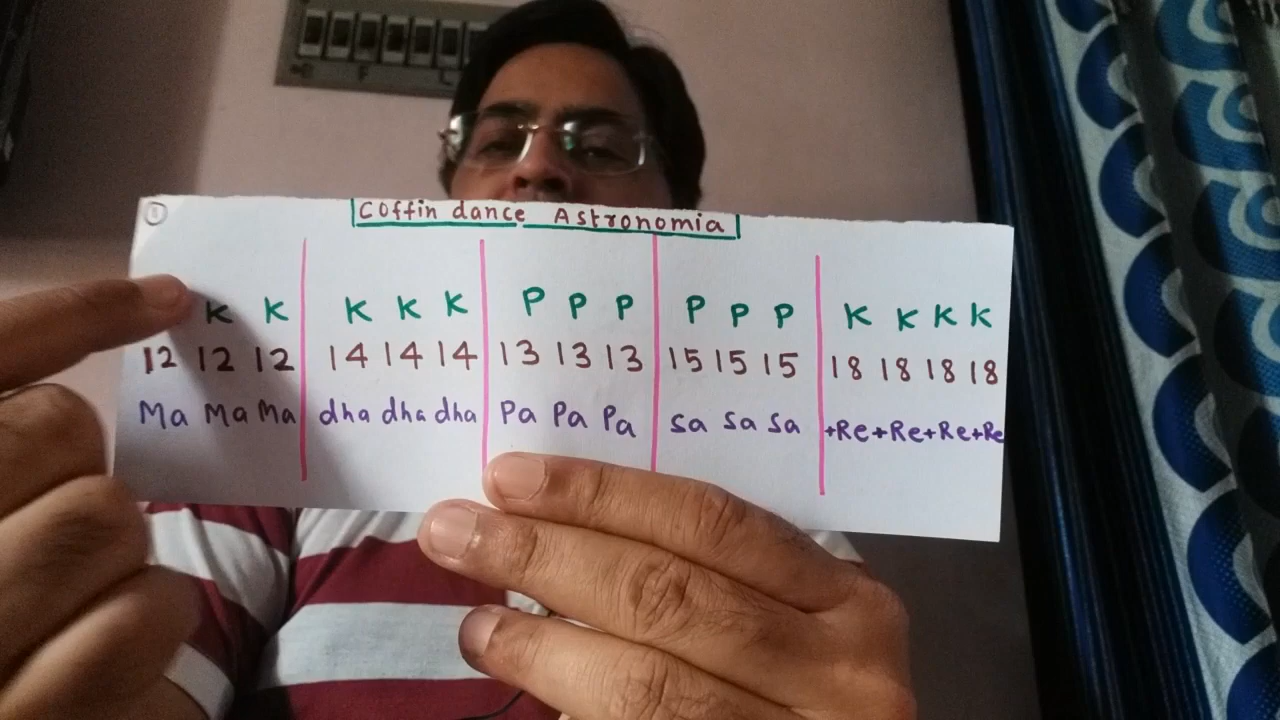 1
Coffin dance Astronomia
K K K K K P P P P P P K K K K
12 12 12 14 14 14 13 13 13 15 15 15 18 18 18 18
Ma Ma Ma dha dha dha Pa Pa Pa Sa Sa Sa +Re +Re +Re +Re